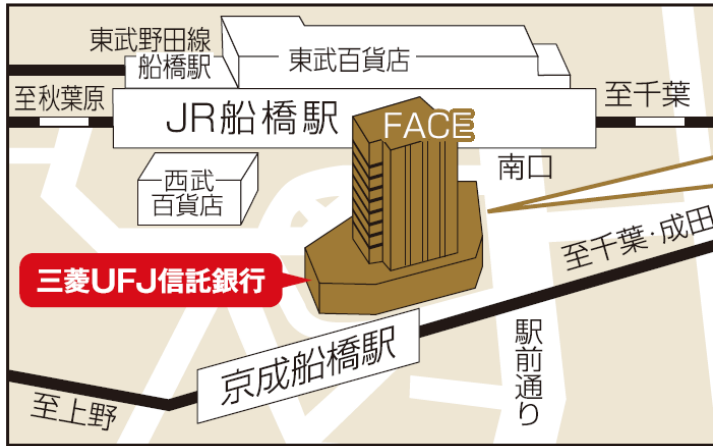 東武野田線
船橋駅
東武百貨店
至秋葉原
JR船橋駅
FACE
至千葉
南口
西武
百貨店
三菱UFJ信託銀行
至千葉・成田
京成船橋駅
駅前通り
至上野